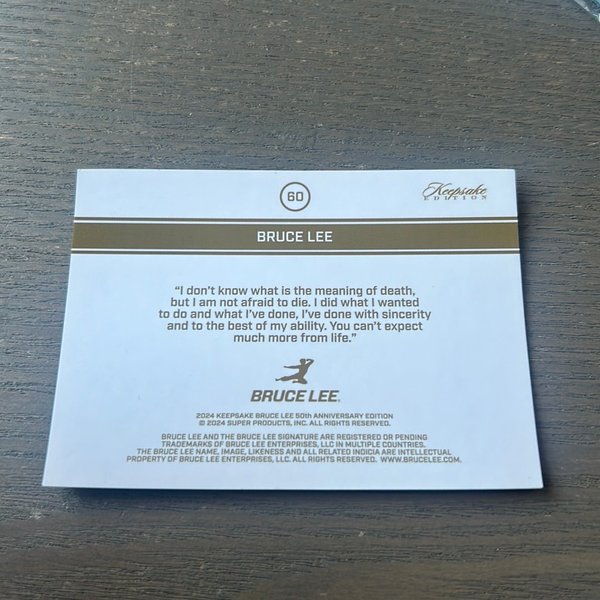 60
Keepsake
EDITION
BRUCE LEE
“I don’t know what is the meaning of death,
but I am not afraid to die. I did what I wanted
to do and what I’ve done, I’ve done with sincerity
and to the best of my ability. You can’t expect
much more from life.”
BRUCE LEE®
2024 KEEPSAKE BRUCE LEE 50th ANNIVERSARY EDITION
© 2024 SUPER PRODUCTS, INC. ALL RIGHTS RESERVED.
BRUCE LEE AND THE BRUCE LEE SIGNATURE ARE REGISTERED OR PENDING
TRADEMARKS OF BRUCE LEE ENTERPRISES, LLC IN MULTIPLE COUNTRIES.
THE BRUCE LEE NAME, IMAGE, LIKENESS AND ALL RELATED INDICIA ARE INTELLECTUAL
PROPERTY OF BRUCE LEE ENTERPRISES, LLC. ALL RIGHTS RESERVED. WWW.BRUCELEE.COM.